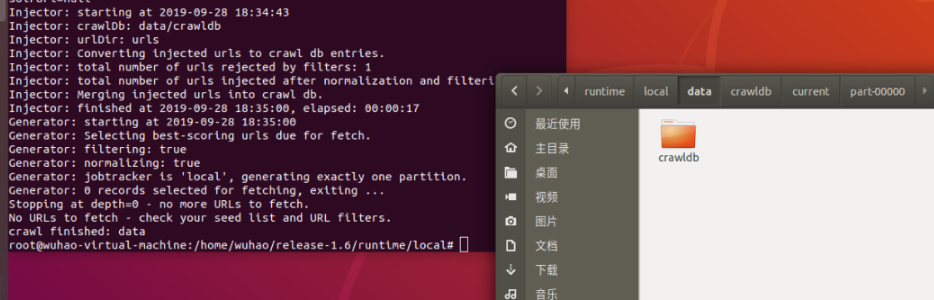 Injector: starting at 2019-09-28 18:34:43
Injector: crawlDb: data/crawldb
Injector: urlDir: urls
Injector: Converting injected urls to crawl db entries.
Injector: total number of urls rejected by filters: 1
Injector: total number of urls injected after normalization and filteri
Injector: Merging injected urls into crawl db.
Injector: finished at 2019-09-28 18:35:00, elapsed: 00:00:17
Generator: starting at 2019-09-28 18:35:00
Generator: Selecting best-scoring urls due for fetch.
Generator: filtering: true
Generator: normalizing: true
Generator: jobtracker is 'local', generating exactly one partition.
Generator: 0 records selected for fetching, exiting ...
Stopping at depth=0 - no more URLs to fetch.
No URLs to fetch - check your seed list and URL filters.
crawl finished: data
root@wuhao-virtual-machine:/home/wuhao/release-1.6/runtime/local#
runtime local data crawldb current part-00000
最近使用
主目录
桌面
视频
图片
文档
下载
音乐
crawldb